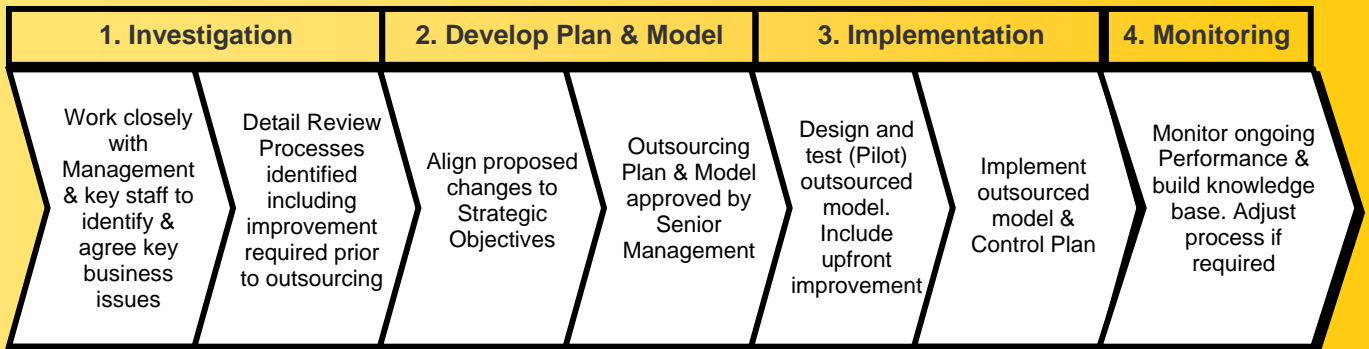 1. Investigation
2. Develop Plan & Model
3. Implementation
4. Monitoring
Work closely
with
Management
& key staff to
identify &
agree key
business
issues
Detail Review
Processes
identified
including
improvement
required prior
to outsourcing
Align proposed
changes to
Strategic
Objectives
Outsourcing
Plan & Model
approved by
Senior
Management
Design and
test (Pilot)
outsourced
model.
Include
upfront
improvement
Implement
outsourced
model &
Control Plan
Monitor ongoing
Performance &
build knowledge
base. Adjust
process if
required